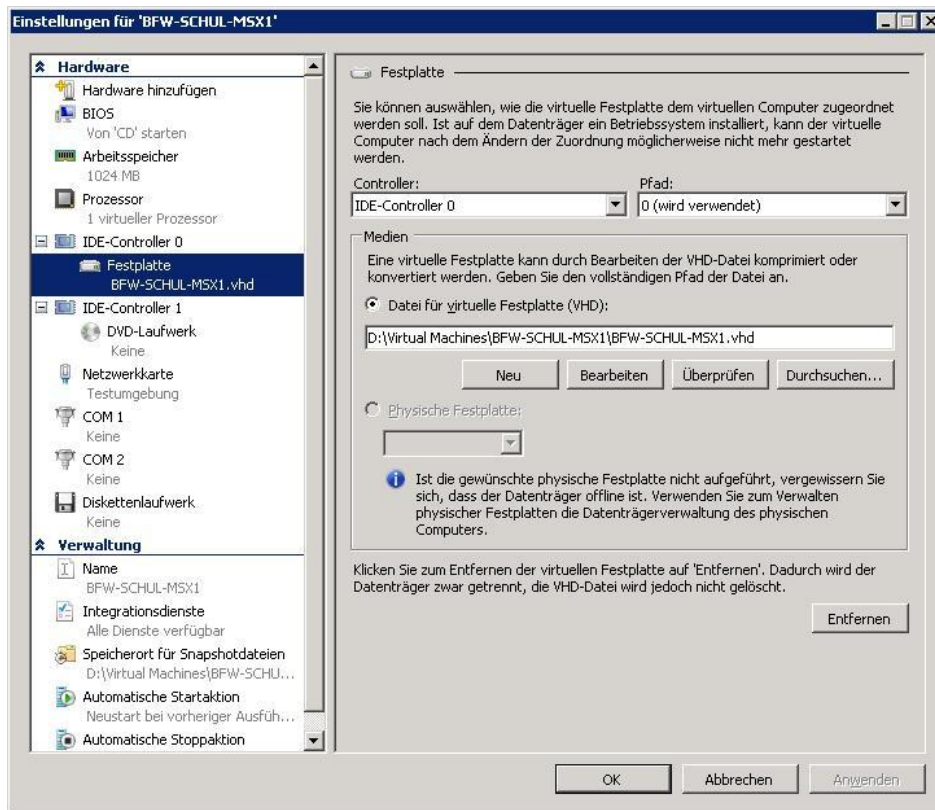 Einstellungen für 'BFW-SCHUL-MSX1'
Hardware
Hardware hinzufügen
BIOS
Von 'CD' starten
Arbeitsspeicher
1024 MB
Prozessor
1 virtueller Prozessor
IDE-Controller 0
Festplatte
BFW-SCHUL-MSX1.vhd
IDE-Controller 1
DVD-Laufwerk
Keine
Netzwerkkarte
Testumgebung
COM 1
Keine
COM 2
Keine
Diskettenlaufwerk
Keine
Verwaltung
Name
BFW-SCHUL-MSX1
Integrationsdienste
Alle Dienste verfügbar
Speicherort für Snapshotdateien
D:\Virtual Machines\BFW-SCHU...
Automatische Startaktion
Neustart bei vorheriger Ausfüh...
Automatische Stoppaktion
Festplatte
Sie können auswählen, wie die virtuelle Festplatte dem virtuellen Computer zugeordnet
werden soll. Ist auf dem Datenträger ein Betriebssystem installiert, kann der virtuelle
Computer nach dem Ändern der Zuordnung möglicherweise nicht mehr gestartet
werden.
Controller: Pfad:
IDE-Controller 0 0 (wird verwendet)
Medien
Eine virtuelle Festplatte kann durch Bearbeiten der VHD-Datei komprimiert oder
konvertiert werden. Geben Sie den vollständigen Pfad der Datei an.
Datei für virtuelle Festplatte (VHD):
D:\Virtual Machines\BFW-SCHUL-MSX1\BFW-SCHUL-MSX1.vhd
Neu Bearbeiten Überprüfen Durchsuchen...
Physische Festplatte:
Ist die gewünschte physische Festplatte nicht aufgeführt, vergewissern Sie
sich, dass der Datenträger offline ist. Verwenden Sie zum Verwalten
physischer Festplatten die Datenträgerverwaltung des physischen
Computers.
Klicken Sie zum Entfernen der virtuellen Festplatte auf 'Entfernen'. Dadurch wird der
Datenträger zwar getrennt, die VHD-Datei wird jedoch nicht gelöscht.
Entfernen
OK Abbrechen Anwenden